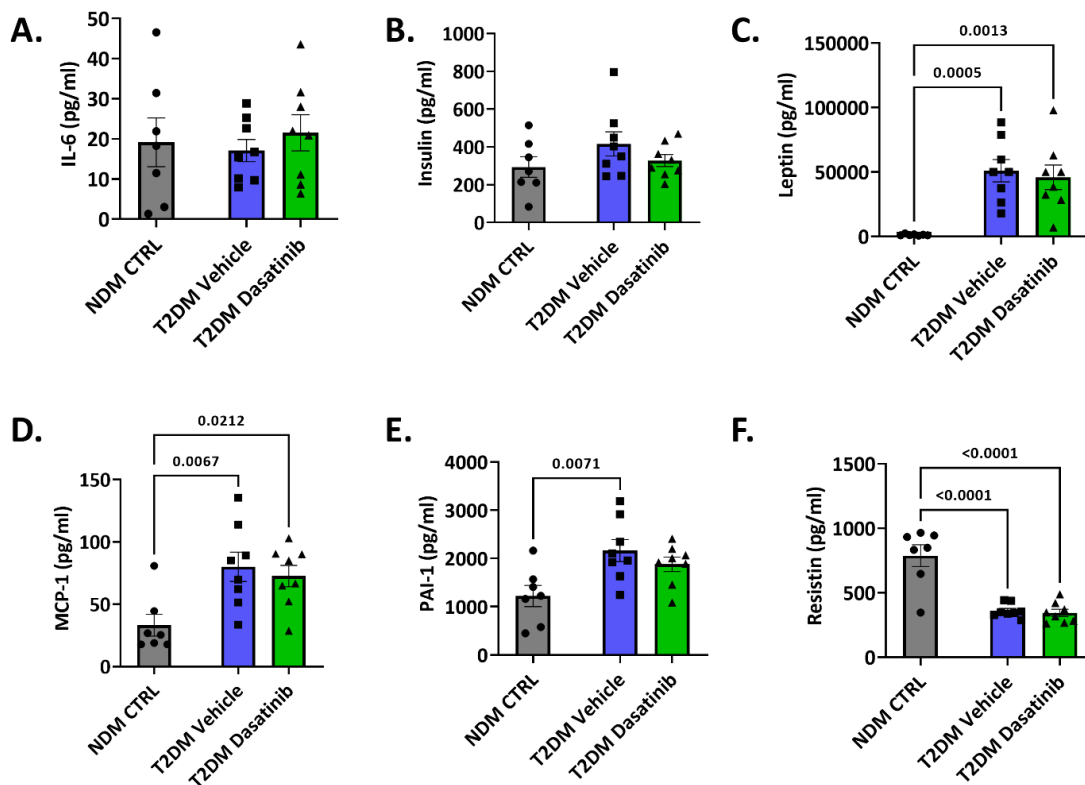 A.
IL-6 (pg/ml)
50
40
30
20
10
0
NDM CTRL
T2DM Vehicle
T2DM Dasatinib
B.
Insulin (pg/ml)
1000
800
600
400
200
0
NDM CTRL
T2DM Vehicle
T2DM Dasatinib
C.
Leptin (pg/ml)
150000
100000
50000
0
0.0013
0.0005
NDM CTRL
T2DM Vehicle
T2DM Dasatinib
D.
MCP-1 (pg/ml)
150
100
50
0
0.0212
0.0067
NDM CTRL
T2DM Vehicle
T2DM Dasatinib
E.
PAI-1 (pg/ml)
4000
3000
2000
1000
0
0.0071
NDM CTRL
T2DM Vehicle
T2DM Dasatinib
F.
Resistin (pg/ml)
1500
1000
500
0
<0.0001
<0.0001
NDM CTRL
T2DM Vehicle
T2DM Dasatinib